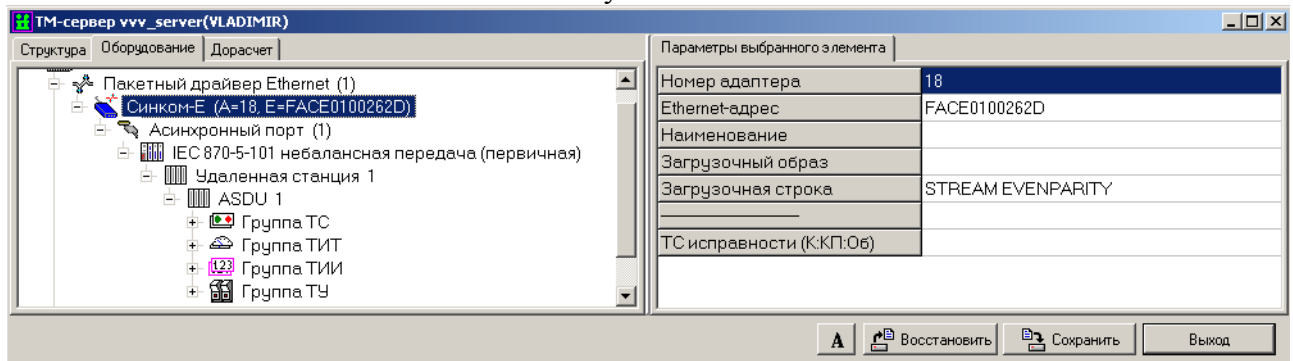 ТМ-сервер vvv_server(VLADIMIR)
Структура Оборудование Дорасчет
Пакетный драйвер Ethernet (1)
Синком-Е (A=18, E=FACE0100262D)
Асинхронный порт (1)
IEC 870-5-101 небалансная передача (первичная)
Удаленная станция 1
ASDU 1
Группа ТС
Группа ТИТ
123 Группа ТИИ
Группа ТУ
Параметры выбранного элемента
Номер адаптера 18
Ethernet-адрес FACE0100262D
Наименование
Загрузочный образ
Загрузочная строка STREAM EVENPARITY
ТС исправности (К:КП:Об)
A Восстановить Сохранить Выход